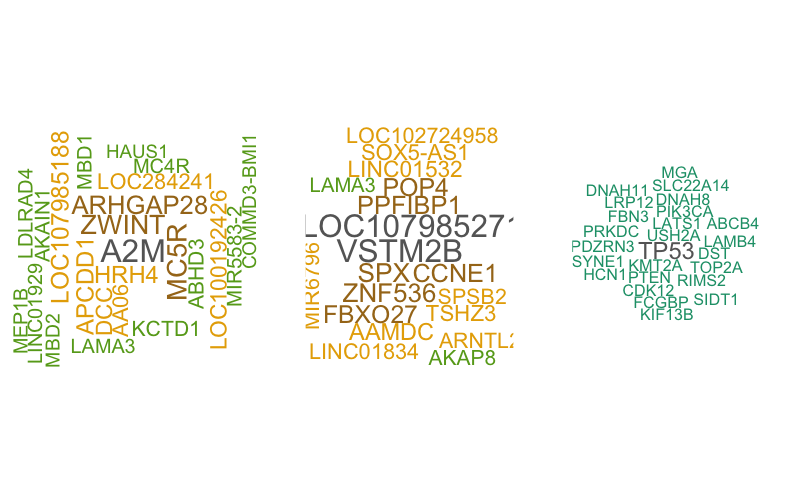 HAUS1
MC4R
MBD1
LOC107985188
LOC284241
ARHGAP28
ZWINT
A2M
HRH4
APCDD1
DCC
AA06
MC5R
ABHD3
LOC100192426
MIR5583-2
COMMD3-BMI1
LDLRAD4
AKAIN1
MEP1B
LINC01929
MBD2
KCTD1
LAMA3
LOC102724958
SOX5-AS1
LINC01532
LAMA3
POP4
PPFIBP1
LOC107985271
VSTM2B
SPX
CCNE1
MIR6796
ZNF536
SPSB2
FBXO27
TSHZ3
AAMDC
ARNTL2
LINC01834
AKAP8
MGA
DNAH11
SLC22A14
LRP12
DNAH8
FBN3
PIK3CA
LATS1
ABCB4
PRKDC
USH2A
LAMB4
PDZRN3
TP53
DST
SYNE1
KMT2A
TOP2A
HCN1
PTEN
RIMS2
CDK12
FCGBP
SIDT1
KIF13B